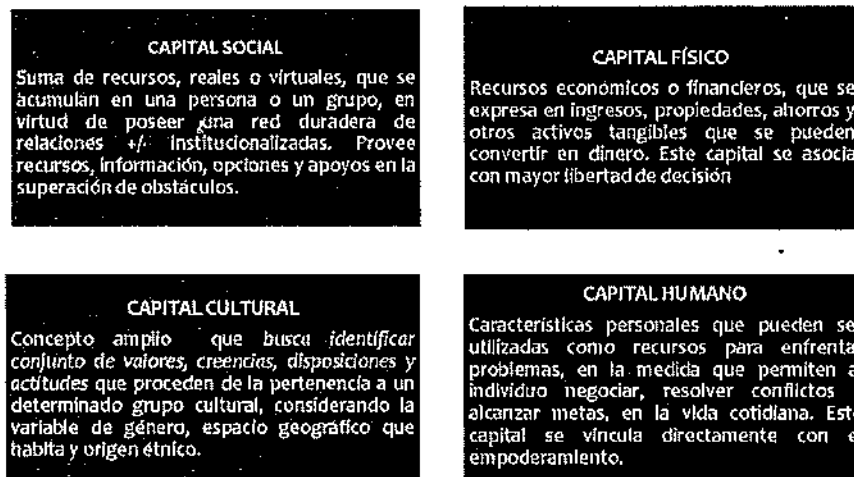 CAPITAL SOCIAL
Suma de recursos, reales o virtuales, que se
acumulan en una persona o un grupo, en
virtud de poseer una red duradera de
relaciones +/- institucionalizadas. Provee
recursos, información, opciones y apoyos en la
superación de obstáculos.
CAPITAL FÍSICO
Recursos económicos o financieros, que se
expresa en ingresos, propiedades, ahorros y
otros activos tangibles que se pueden
convertir en dinero. Este capital se asocia
con mayor libertad de decisión
CAPITAL CULTURAL
Concepto amplio que busca identificar
conjunto de valores, creencias, disposiciones y
actitudes que proceden de la pertenencia a un
determinado grupo cultural, considerando la
variable de género, espacio geográfico que
habita y origen étnico.
CAPITAL HUMANO
Características personales que pueden se
utilizadas como recursos para enfrenta
problemas, en la medida que permiten a
individuo negociar, resolver conflictos
alcanzar metas, en la vida cotidiana. Est
capital se vincula directamente con e
empoderamiento.